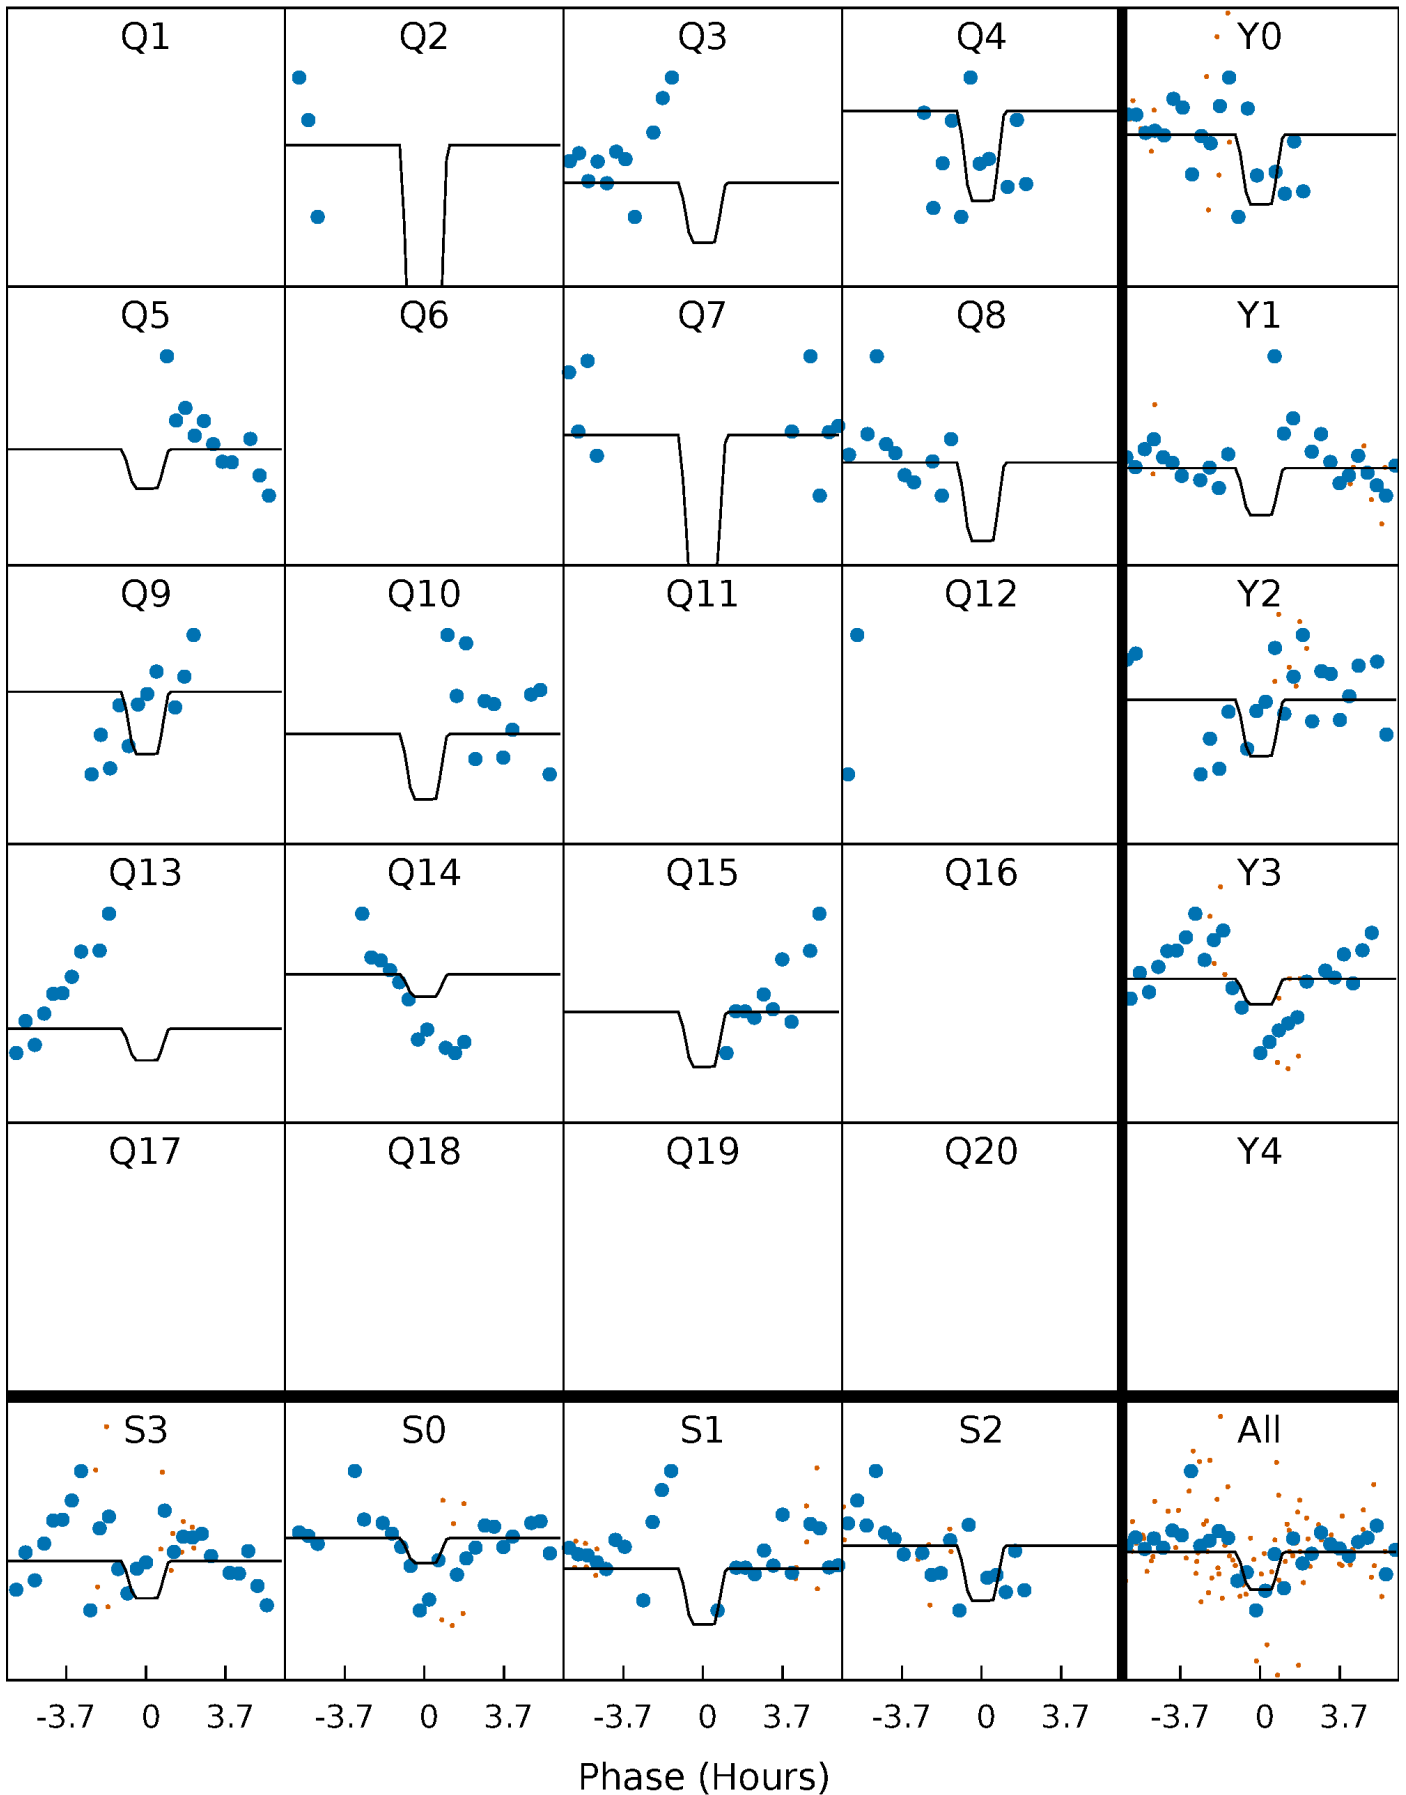 Q1 Q2 Q3 Q4 Y0
Q5 Q6 Q7 Q8 Y1
Q9 Q10 Q11 Q12 Y2
Q13 Q14 Q15 Q16 Y3
Q17 Q18 Q19 Q20 Y4
S3 S0 S1 S2 All
-3.7 0 3.7 -3.7 0 3.7 -3.7 0 3.7 -3.7 0 3.7 -3.7 0 3.7
Phase (Hours)